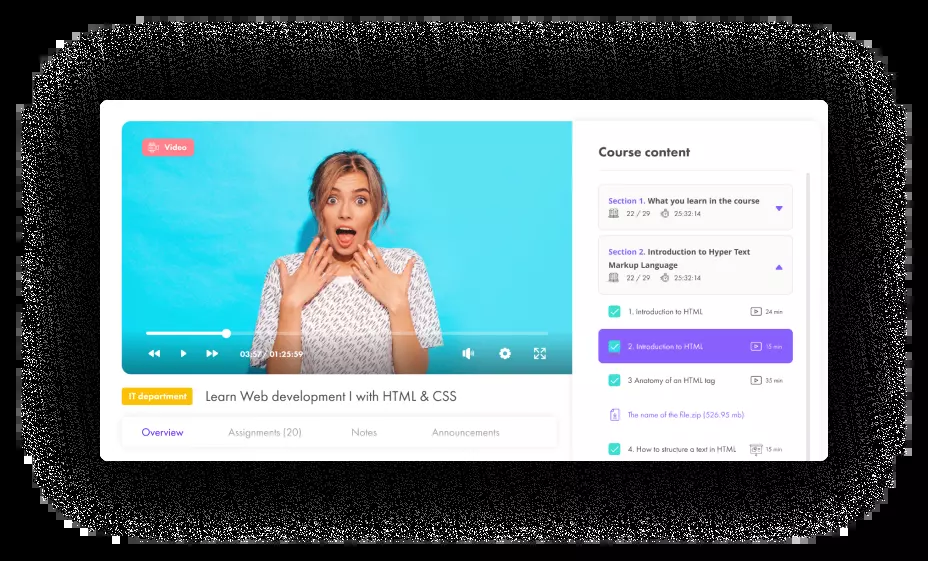 Video
03:57 / 01:25:59
IT department
Learn Web development I with HTML & CSS
Overview
Assignments (20)
Notes
Announcements
Course content
Section 1. What you learn in the course
22 / 29
25:32:14
Section 2. Introduction to Hyper Text
Markup Language
22 / 29
25:32:14
1. Introduction to HTML
24 min
2. Introduction to HTML
15 min
3 Anatomy of an HTML tag
35 min
The name of the file.zip (526.95 mb)
4. How to structure a text in HTML
15 min